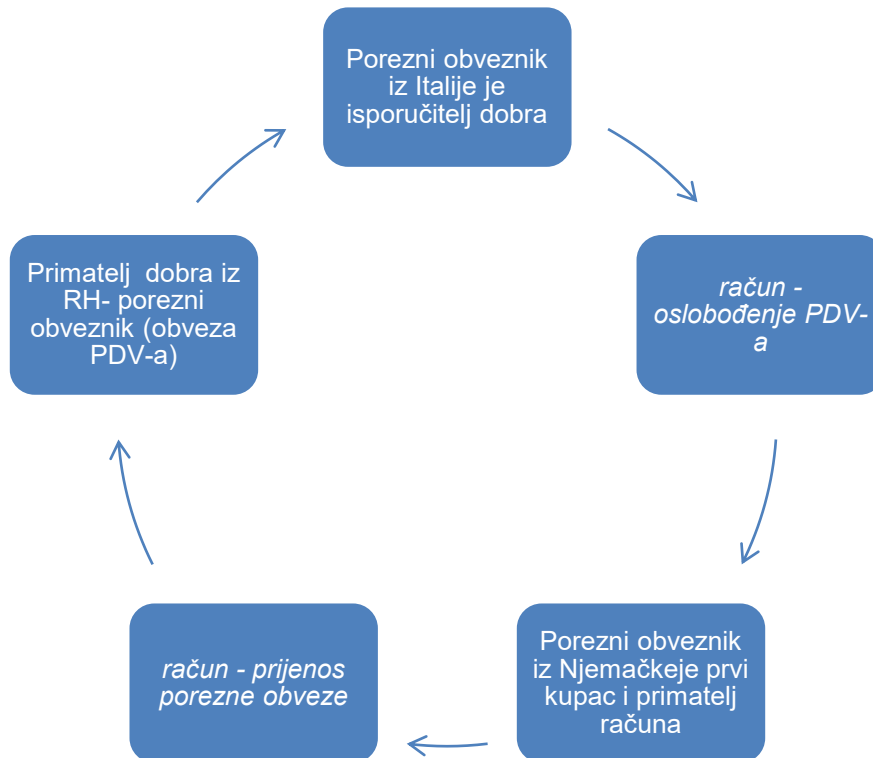 Porezni obveznik
iz Italije je
isporučitelj dobra
račun -
oslobođenje PDV-
a
Porezni obveznik
iz Njemačkeje prvi
kupac i primatelj
računa
račun - prijenos
porezne obveze
Primatelj  dobra iz
RH- porezni
obveznik (obveza
PDV-a)